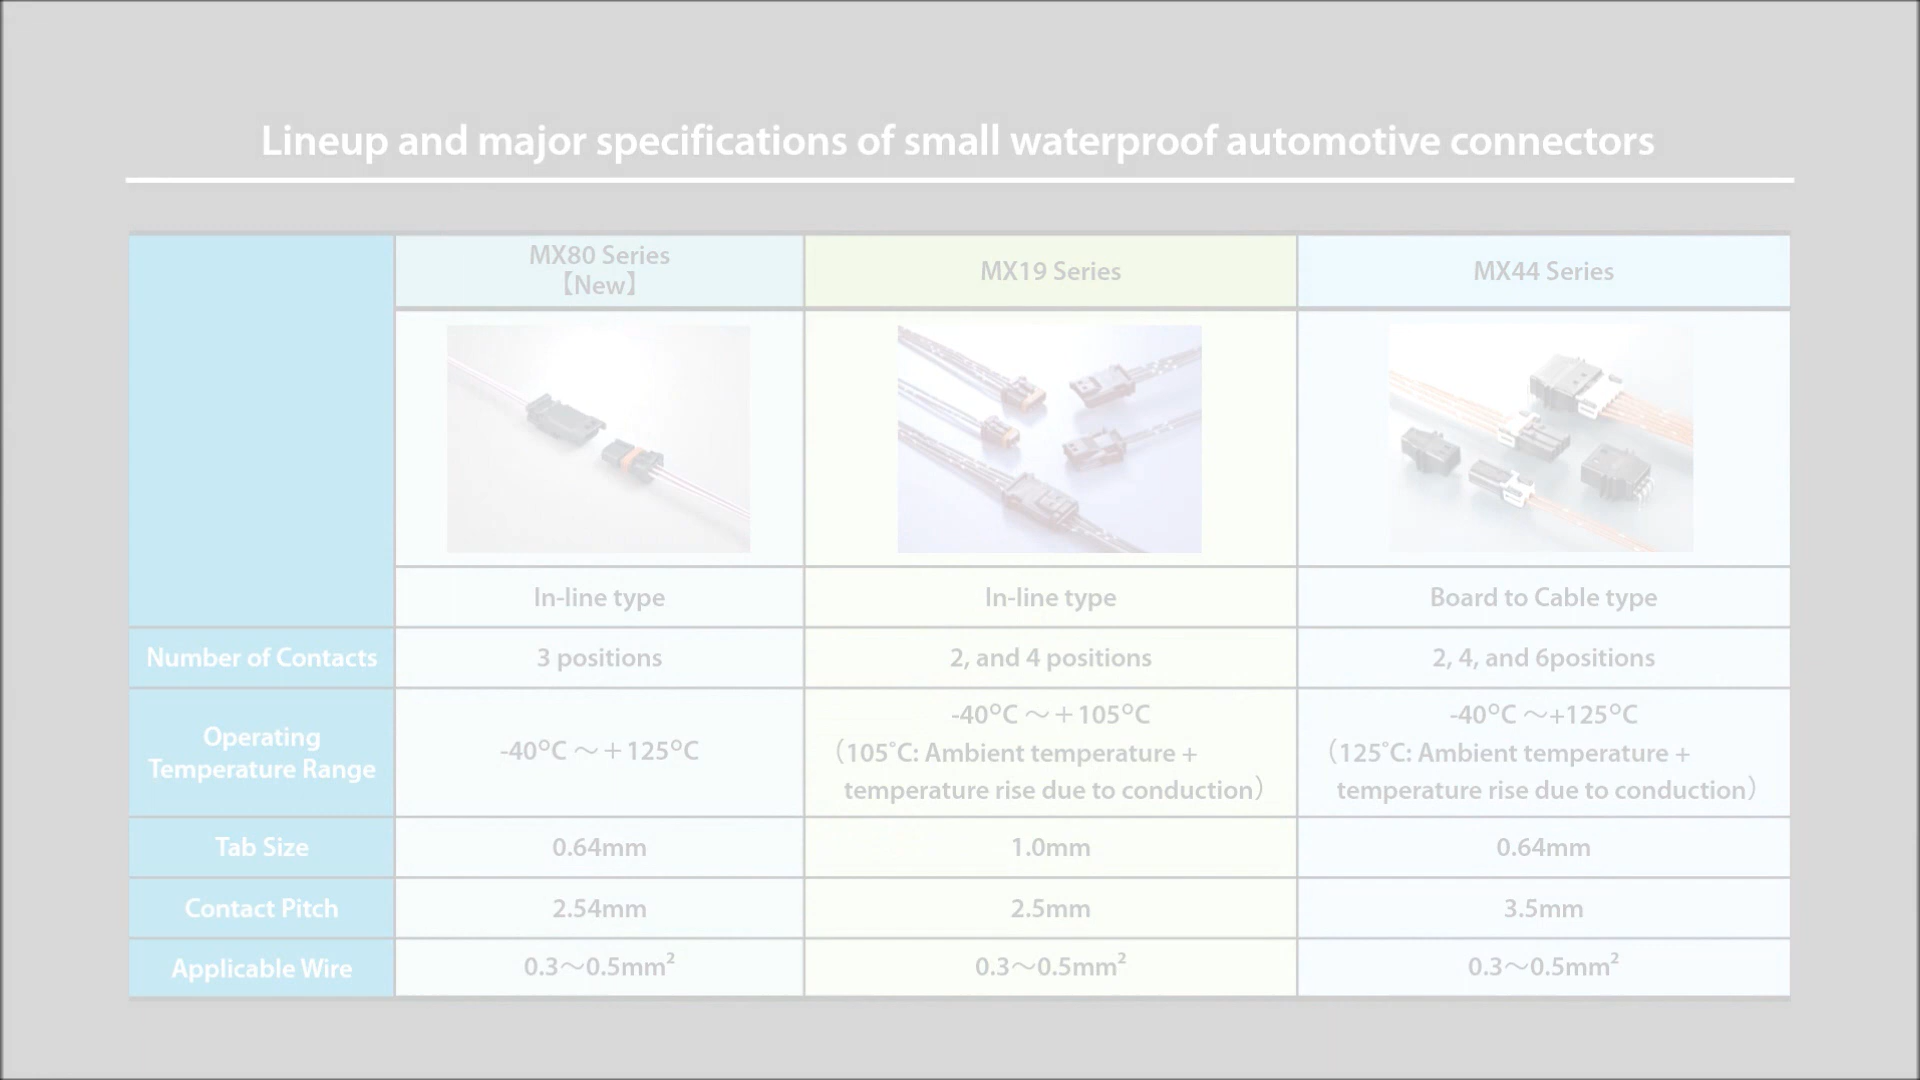 Lineup and major specifications of small waterproof automotive connectors
MX80 Series
【New】
MX19 Series
MX44 Series
In-line type
In-line type
Board to Cable type
Number of Contacts
3 positions
2, and 4 positions
2, 4, and 6positions
Operating
Temperature Range
-40°C ～＋125°C
-40°C ～＋105°C
（105°C: Ambient temperature +
temperature rise due to conduction）
-40°C ～+125°C
（125°C: Ambient temperature +
temperature rise due to conduction）
Tab Size
0.64mm
1.0mm
0.64mm
Contact Pitch
2.54mm
2.5mm
3.5mm
Applicable Wire
0.3～0.5mm²
0.3～0.5mm²
0.3～0.5mm²